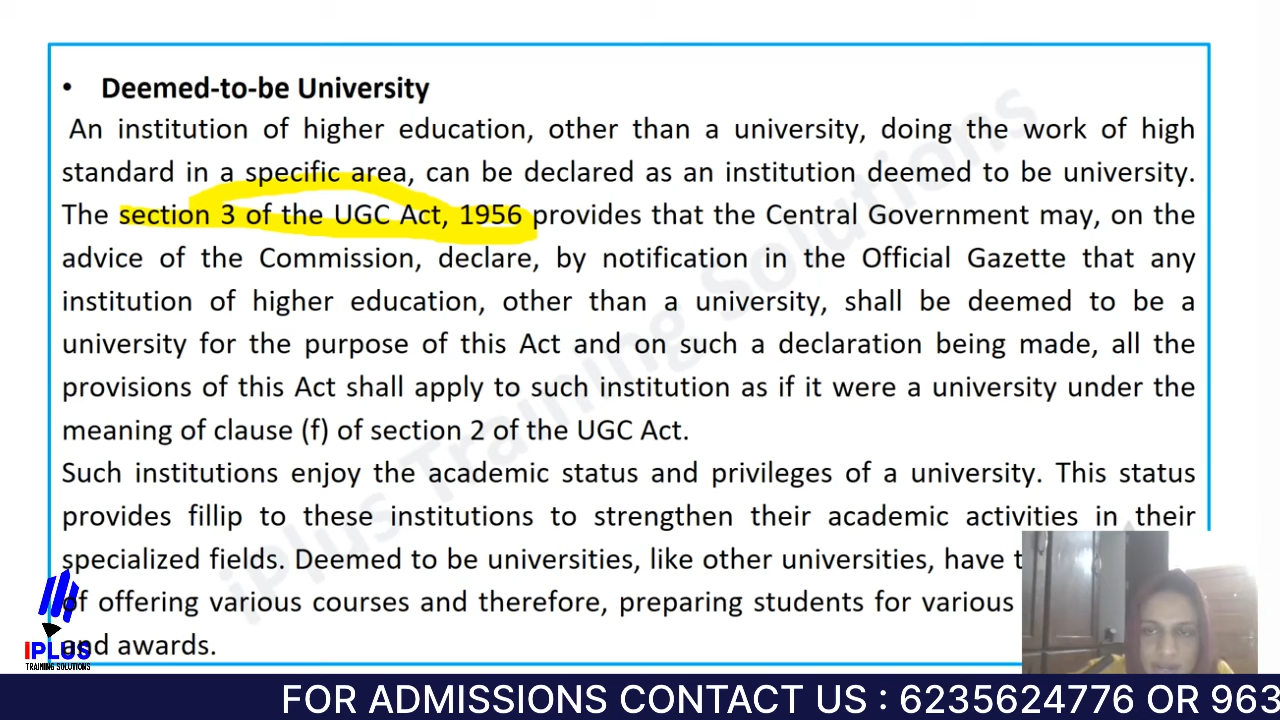 • Deemed-to-be University
An institution of higher education, other than a university, doing the work of high
standard in a specific area, can be declared as an institution deemed to be university.
The section 3 of the UGC Act, 1956 provides that the Central Government may, on the
advice of the Commission, declare, by notification in the Official Gazette that any
institution of higher education, other than a university, shall be deemed to be a
university for the purpose of this Act and on such a declaration being made, all the
provisions of this Act shall apply to such institution as if it were a university under the
meaning of clause (f) of section 2 of the UGC Act.
Such institutions enjoy the academic status and privileges of a university. This status
provides fillip to these institutions to strengthen their academic activities in their
specialized fields. Deemed to be universities, like other universities, have
of offering various courses and therefore, preparing students for various
and awards.
iPlus Training Solutions
IPLUS
TRAINING SOLUTIONS
FOR ADMISSIONS CONTACT US : 6235624776 OR 963